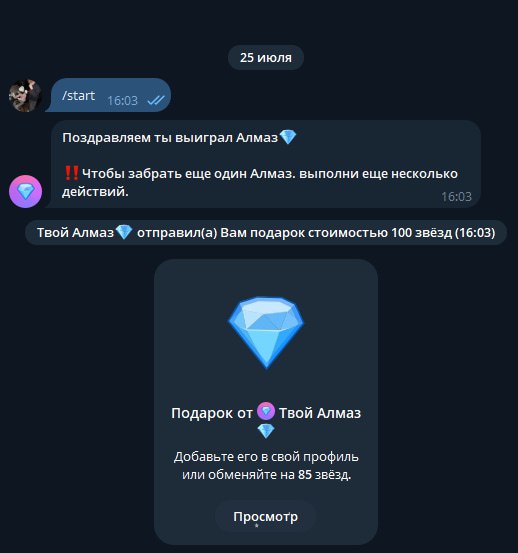 25 июля
/start 16:03
Поздравляем ты выиграл Алмаз💎
‼️Чтобы забрать еще один Алмаз. выполни еще несколько
действий.
16:03
Твой Алмаз💎 отправил(а) Вам подарок стоимостью 100 звёзд (16:03)
Подарок от Твой Алмаз
💎
Добавьте его в свой профиль
или обменяйте на 85 звёзд.
Просмотр